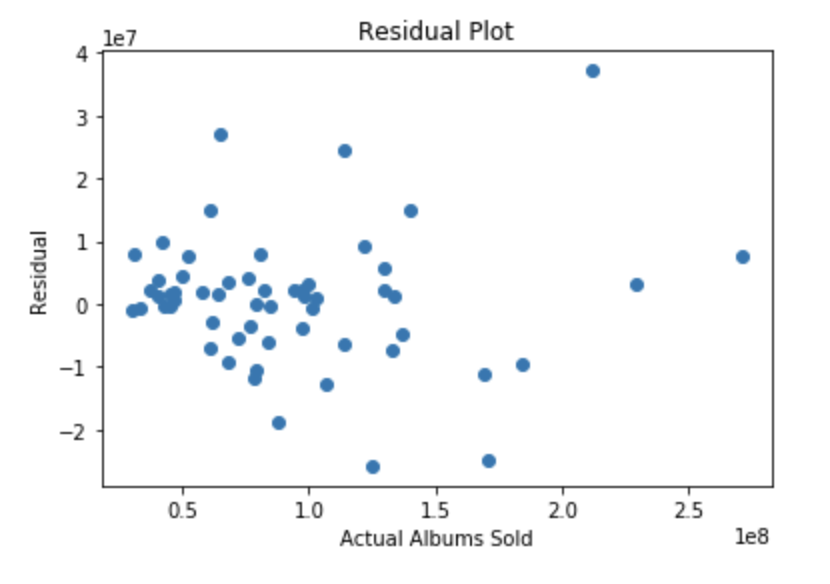 Residual Plot
1e7
4
3
2
1
0
−1
−2
Residual
0.5 1.0 1.5 2.0 2.5
1e8
Actual Albums Sold